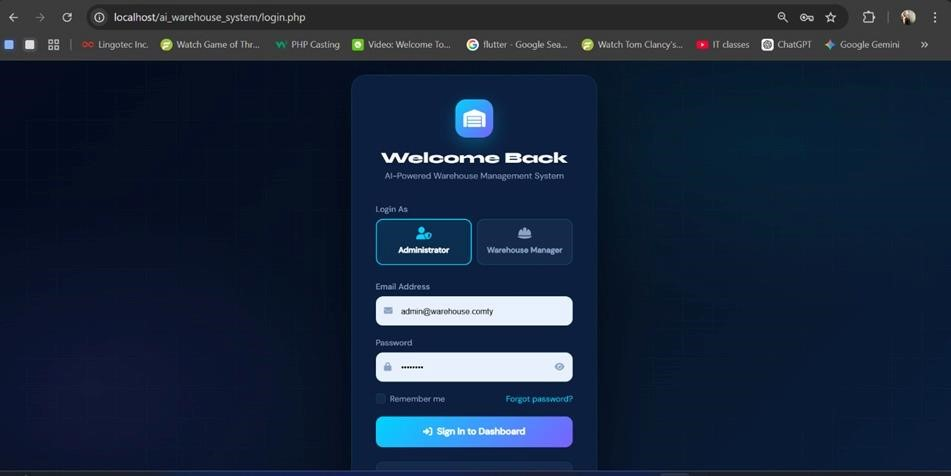 localhost/ai_warehouse_system/login.php
Lingotec Inc. Watch Game of Thr... PHP Casting Video: Welcome To... flutter - Google Sea... Watch Tom Clancy's... IT classes ChatGPT Google Gemini »
Welcome Back
AI-Powered Warehouse Management System
Login As
Administrator Warehouse Manager
Email Address
admin@warehouse.comty
Password
••••••••
Remember me Forgot password?
Sign In to Dashboard